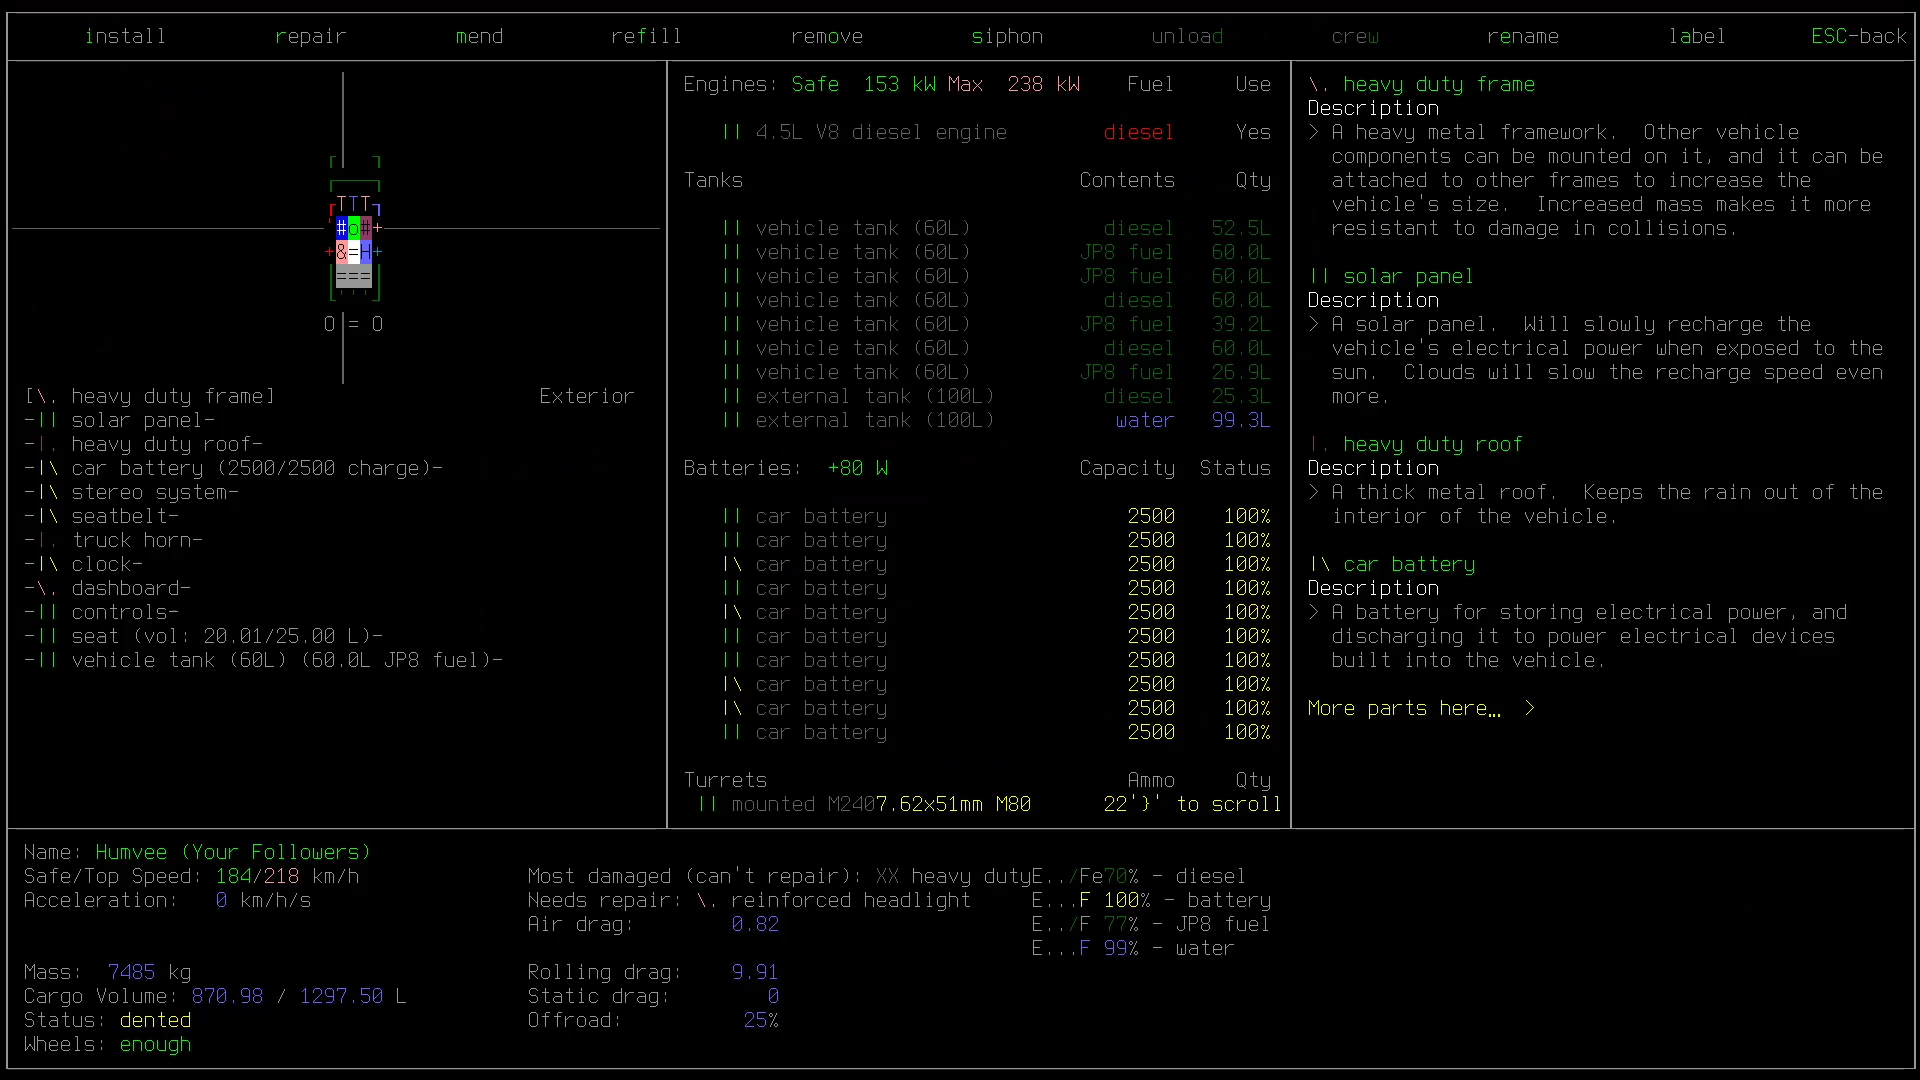 install repair mend refill remove siphon unload crew rename label ESC-back
Engines: Safe 153 kW Max 238 kW Fuel Use
|| 4.5L V8 diesel engine diesel Yes
Tanks Contents Qty
|| vehicle tank (60L) diesel 52.5L
|| vehicle tank (60L) JP8 fuel 60.0L
|| vehicle tank (60L) JP8 fuel 60.0L
|| vehicle tank (60L) diesel 60.0L
|| vehicle tank (60L) JP8 fuel 39.2L
|| vehicle tank (60L) diesel 60.0L
|| vehicle tank (60L) JP8 fuel 26.9L
|| external tank (100L) diesel 25.3L
|| external tank (100L) water 99.3L
Batteries: +80 W Capacity Status
|| car battery 2500 100%
|| car battery 2500 100%
|\ car battery 2500 100%
|| car battery 2500 100%
|\ car battery 2500 100%
|| car battery 2500 100%
|| car battery 2500 100%
|\ car battery 2500 100%
|\ car battery 2500 100%
|| car battery 2500 100%
Turrets Ammo Qty
|| mounted M2407.62x51mm M80 22'}' to scroll
TTT
#o#+
+&=H+
===
O = O
[\. heavy duty frame] Exterior
-|| solar panel-
-|. heavy duty roof-
-|\ car battery (2500/2500 charge)-
-|\ stereo system-
-|\ seatbelt-
-|. truck horn-
-|\ clock-
-\. dashboard-
-|| controls-
-|| seat (vol: 20.01/25.00 L)-
-|| vehicle tank (60L) (60.0L JP8 fuel)-
\. heavy duty frame
Description
> A heavy metal framework. Other vehicle
components can be mounted on it, and it can be
attached to other frames to increase the
vehicle's size. Increased mass makes it more
resistant to damage in collisions.
|| solar panel
Description
> A solar panel. Will slowly recharge the
vehicle's electrical power when exposed to the
sun. Clouds will slow the recharge speed even
more.
|. heavy duty roof
Description
> A thick metal roof. Keeps the rain out of the
interior of the vehicle.
|\ car battery
Description
> A battery for storing electrical power, and
discharging it to power electrical devices
built into the vehicle.
More parts here… >
Name: Humvee (Your Followers)
Safe/Top Speed: 184/218 km/h
Acceleration: 0 km/h/s
Mass: 7485 kg
Cargo Volume: 870.98 / 1297.50 L
Status: dented
Wheels: enough
Most damaged (can't repair): XX heavy dutyE../Fe70% - diesel
Needs repair: \. reinforced headlight E...F 100% - battery
Air drag: 0.82 E../F 77% - JP8 fuel
E...F 99% - water
Rolling drag: 9.91
Static drag: 0
Offroad: 25%